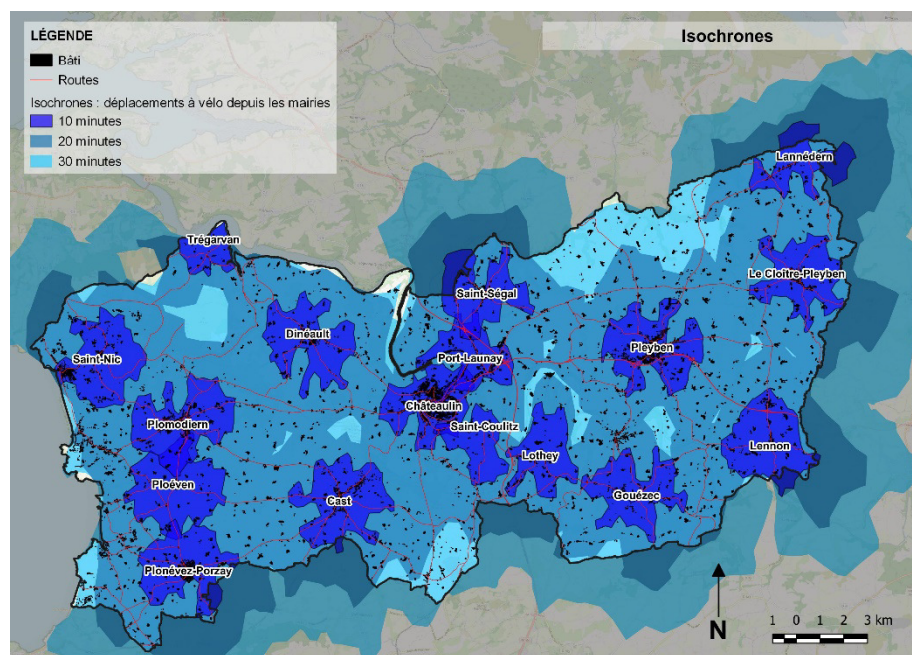 LÉGENDE
Bâti
Routes
Isochrones : déplacements à vélo depuis les mairies
10 minutes
20 minutes
30 minutes
Isochrones
Lannédern
Trégarvan
Le Cloître-Pleyben
Saint-Ségal
Dinéault
Pleyben
Saint-Nic
Port-Launay
Châteaulin
Plomodiern
Saint-Coulitz
Lennon
Lothey
Ploéven
Gouézec
Cast
Plonévez-Porzay
N
1 0 1 2 3 km